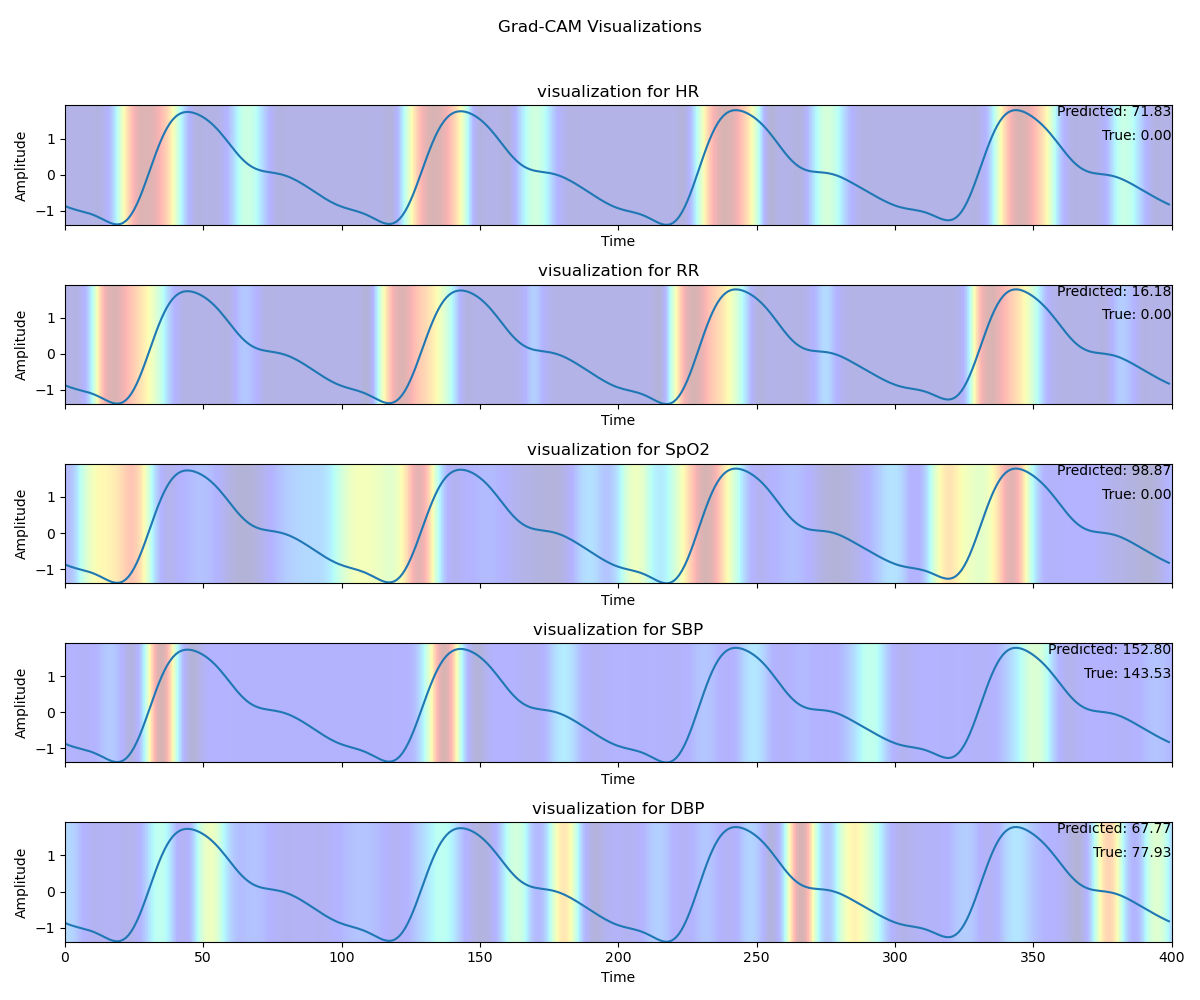 Grad-CAM Visualizations
visualization for HR
Predicted: 71.83
True: 0.00
Amplitude
1
0
−1
Time
visualization for RR
Predicted: 16.18
True: 0.00
Amplitude
1
0
−1
Time
visualization for SpO2
Predicted: 98.87
True: 0.00
Amplitude
1
0
−1
Time
visualization for SBP
Predicted: 152.80
True: 143.53
Amplitude
1
0
−1
Time
visualization for DBP
Predicted: 67.77
True: 77.93
Amplitude
1
0
−1
0 50 100 150 200 250 300 350 400
Time